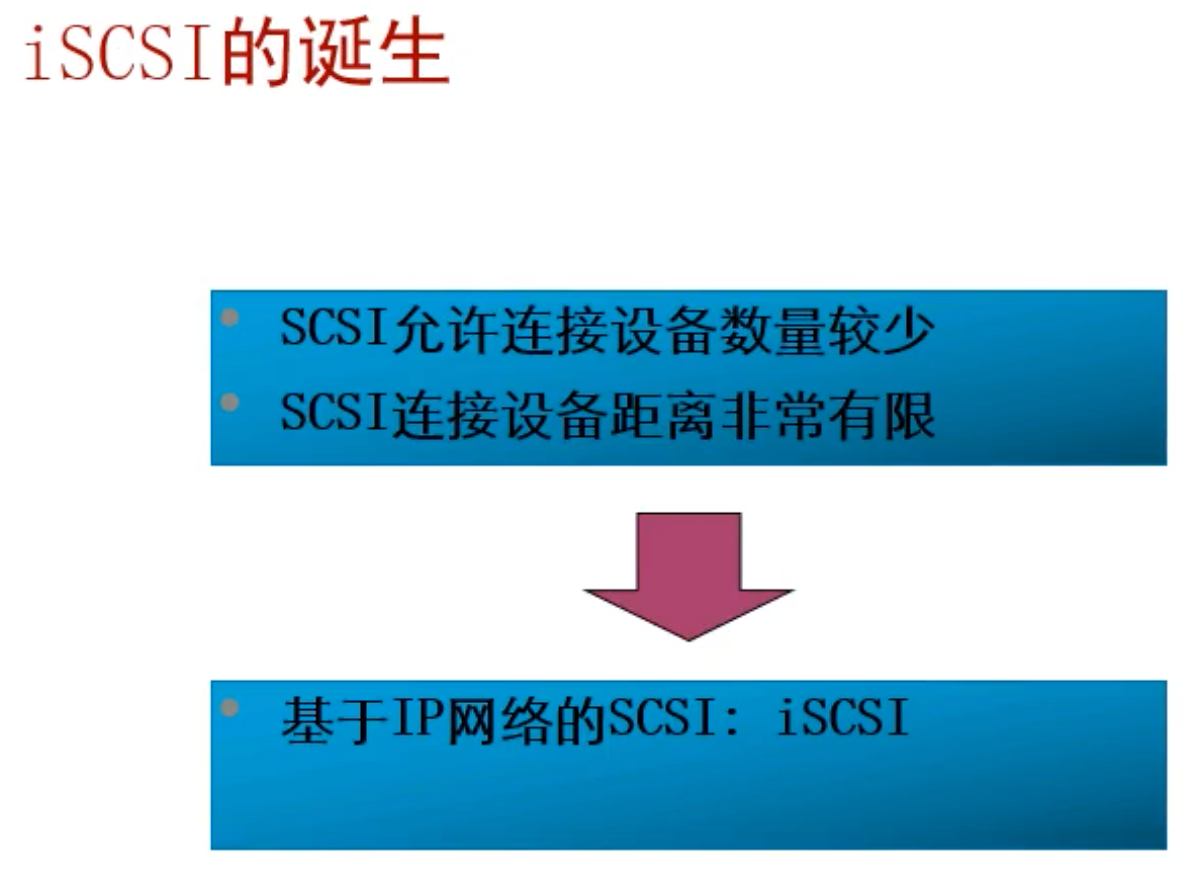 iSCSI的诞生
SCSI允许连接设备数量较少
SCSI连接设备距离非常有限
基于IP网络的SCSI：iSCSI